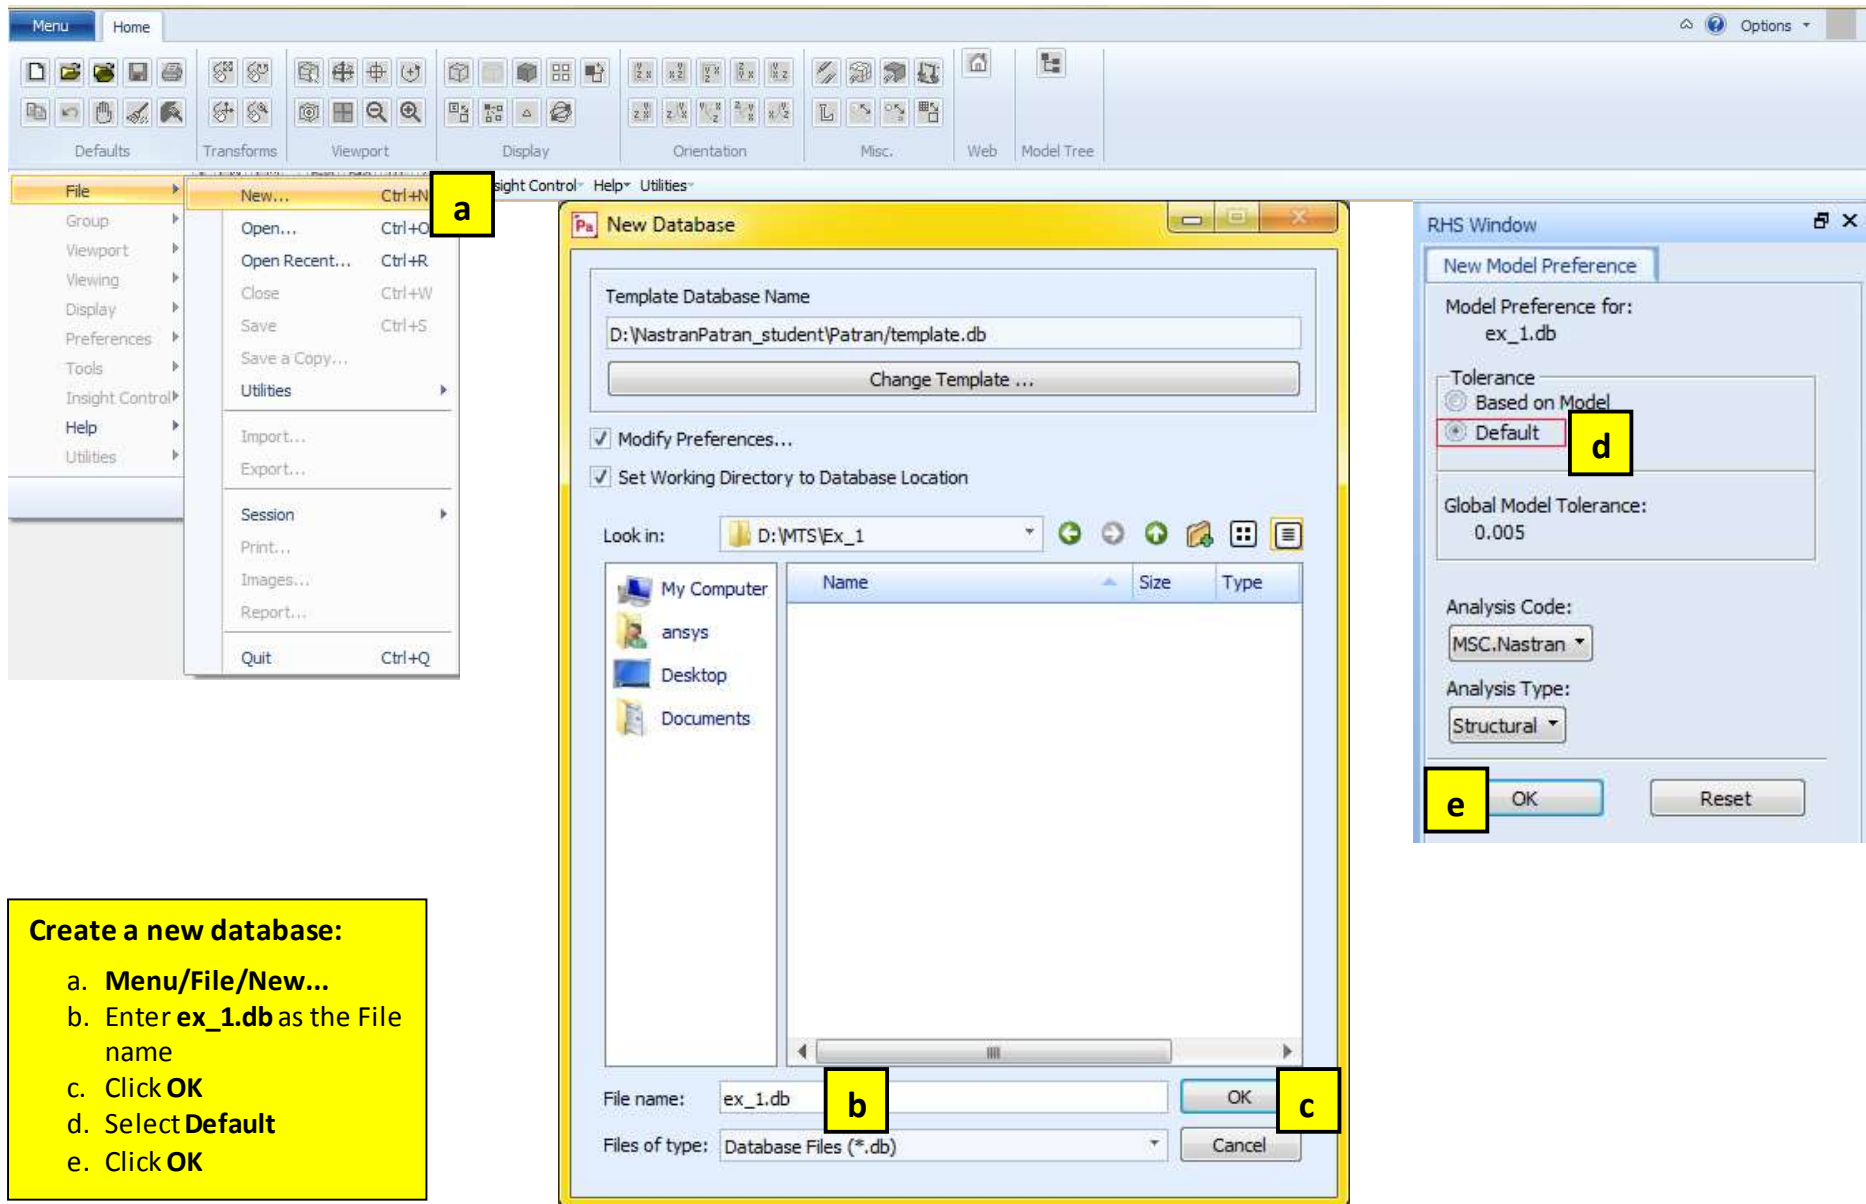 Menu Home Options
Defaults Transforms Viewport Display Orientation Misc. Web Model Tree
sight Control Help Utilities
File
Group
Viewport
Viewing
Display
Preferences
Tools
Insight Control
Help
Utilities
New... Ctrl+N
Open... Ctrl+O
Open Recent... Ctrl+R
Close Ctrl+W
Save Ctrl+S
Save a Copy...
Utilities
Import...
Export...
Session
Print...
Images...
Report...
Quit Ctrl+Q
a
Pa New Database
Template Database Name
D:\NastranPatran_student\Patran/template.db
Change Template ...
Modify Preferences...
Set Working Directory to Database Location
Look in: D:\MTS\Ex_1
My Computer
ansys
Desktop
Documents
Name Size Type
File name: ex_1.db b OK c
Files of type: Database Files (*.db) Cancel
RHS Window
New Model Preference
Model Preference for:
ex_1.db
Tolerance
Based on Model
Default
d
Global Model Tolerance:
0.005
Analysis Code:
MSC.Nastran
Analysis Type:
Structural
e OK Reset
Create a new database:
a. Menu/File/New...
b. Enter ex_1.db as the File
name
c. Click OK
d. Select Default
e. Click OK